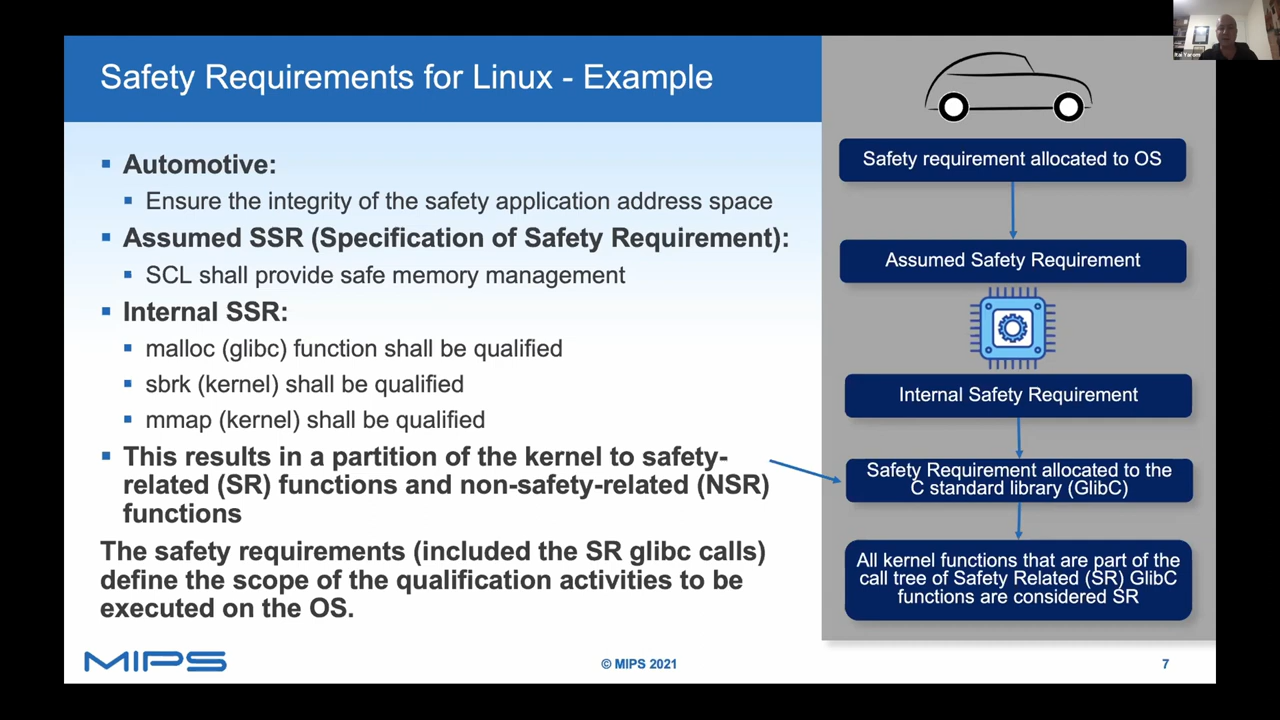 Safety Requirements for Linux - Example
Automotive:
Ensure the integrity of the safety application address space
Assumed SSR (Specification of Safety Requirement):
SCL shall provide safe memory management
Internal SSR:
malloc (glibc) function shall be qualified
sbrk (kernel) shall be qualified
mmap (kernel) shall be qualified
This results in a partition of the kernel to safety-
related (SR) functions and non-safety-related (NSR)
functions
The safety requirements (included the SR glibc calls)
define the scope of the qualification activities to be
executed on the OS.
Safety requirement allocated to OS
Assumed Safety Requirement
Internal Safety Requirement
Safety Requirement allocated to the
C standard library (GlibC)
All kernel functions that are part of the
call tree of Safety Related (SR) GlibC
functions are considered SR
MIPS
© MIPS 2021
7